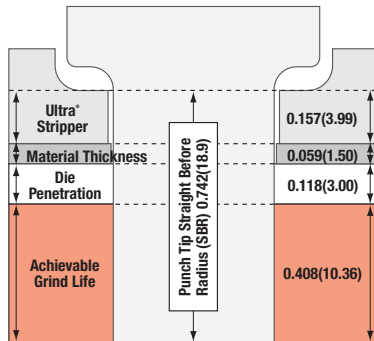 Ultra®
Stripper
0.157(3.99)
Material Thickness
0.059(1.50)
Die
Penetration
0.118(3.00)
Punch Tip Straight Before
Radius (SBR) 0.742(18.9)
Achievable
Grind Life
0.408(10.36)